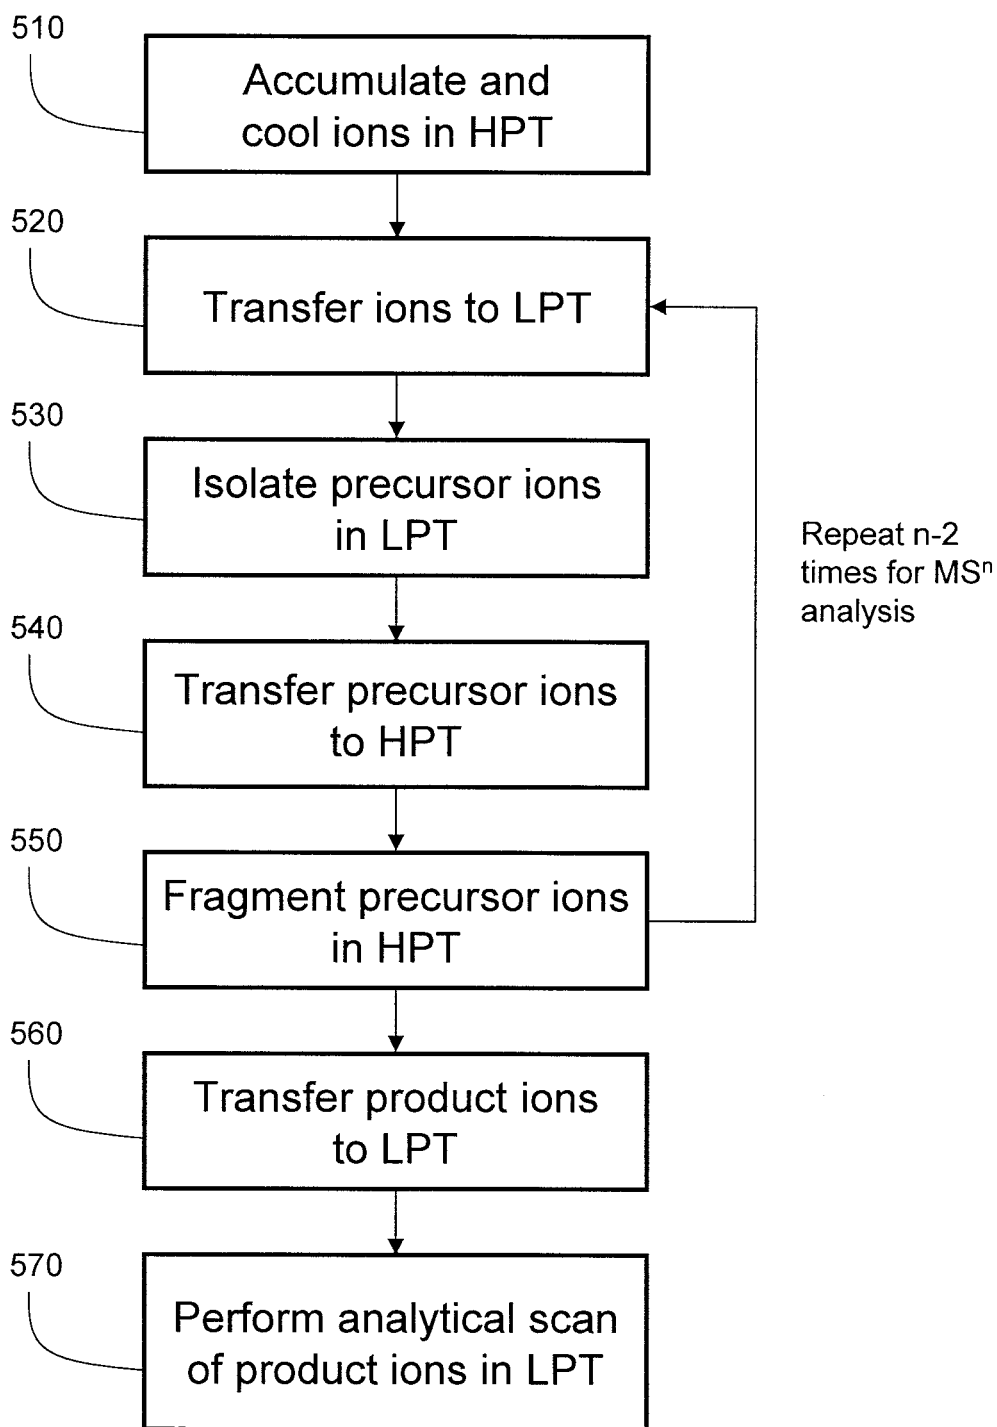 510
Accumulate and
cool ions in HPT
520
Transfer ions to LPT
530
Isolate precursor ions
in LPT
540
Transfer precursor ions
to HPT
550
Fragment precursor ions
in HPT
Repeat n-2
times for MSⁿ
analysis
560
Transfer product ions
to LPT
570
Perform analytical scan
of product ions in LPT